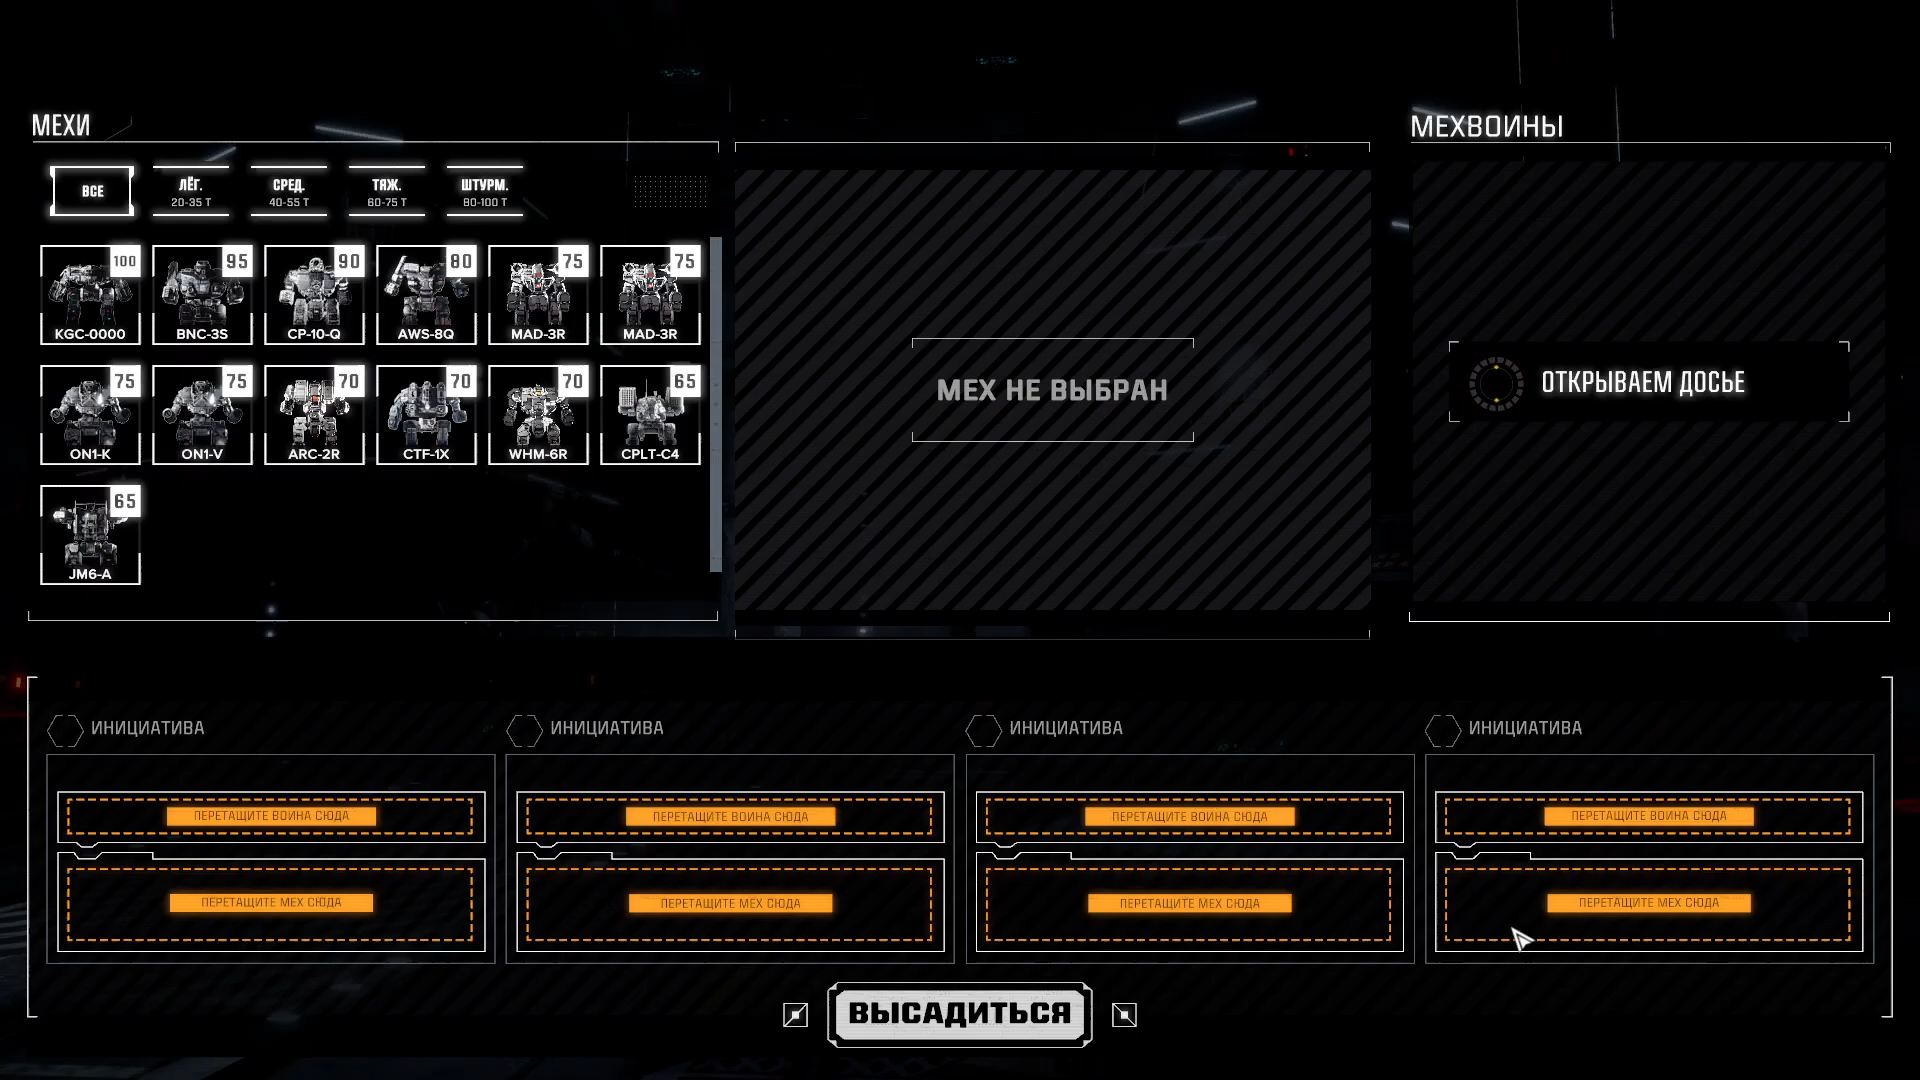 МЕХИ
ВСЕ
ЛЁГ.
20-35 Т
СРЕД.
40-55 Т
ТЯЖ.
60-75 Т
ШТУРМ.
80-100 Т
100
KGC-0000
95
BNC-3S
90
CP-10-Q
80
AWS-8Q
75
MAD-3R
75
MAD-3R
75
ON1-K
75
ON1-V
70
ARC-2R
70
CTF-1X
70
WHM-6R
65
CPLT-C4
65
JM6-A
МЕХ НЕ ВЫБРАН
МЕХВОИНЫ
ОТКРЫВАЕМ ДОСЬЕ
ИНИЦИАТИВА
ПЕРЕТАЩИТЕ ВОИНА СЮДА
ПЕРЕТАЩИТЕ МЕХ СЮДА
ИНИЦИАТИВА
ПЕРЕТАЩИТЕ ВОИНА СЮДА
ПЕРЕТАЩИТЕ МЕХ СЮДА
ИНИЦИАТИВА
ПЕРЕТАЩИТЕ ВОИНА СЮДА
ПЕРЕТАЩИТЕ МЕХ СЮДА
ИНИЦИАТИВА
ПЕРЕТАЩИТЕ ВОИНА СЮДА
ПЕРЕТАЩИТЕ МЕХ СЮДА
ВЫСАДИТЬСЯ